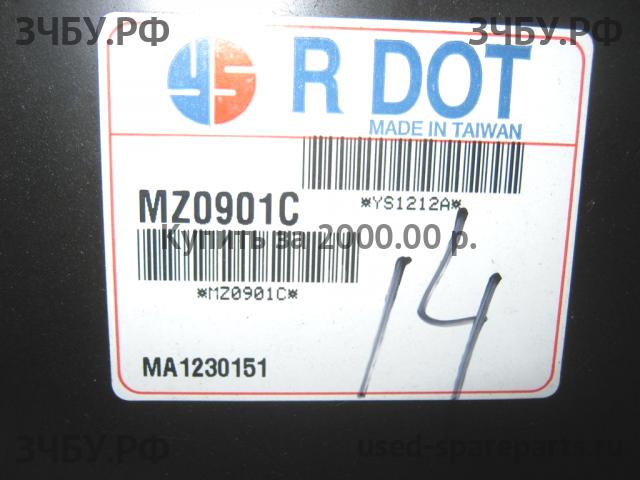 ЗЧБУ.РФ
ЗЧБУ.РФ
YS R DOT
MADE IN TAIWAN
*YS1212A*
MZ0901C
Купить за 2000.00 р.
*MZ0901C*
14
MA1230151
ЗЧБУ.РФ
used-spareparts.ru